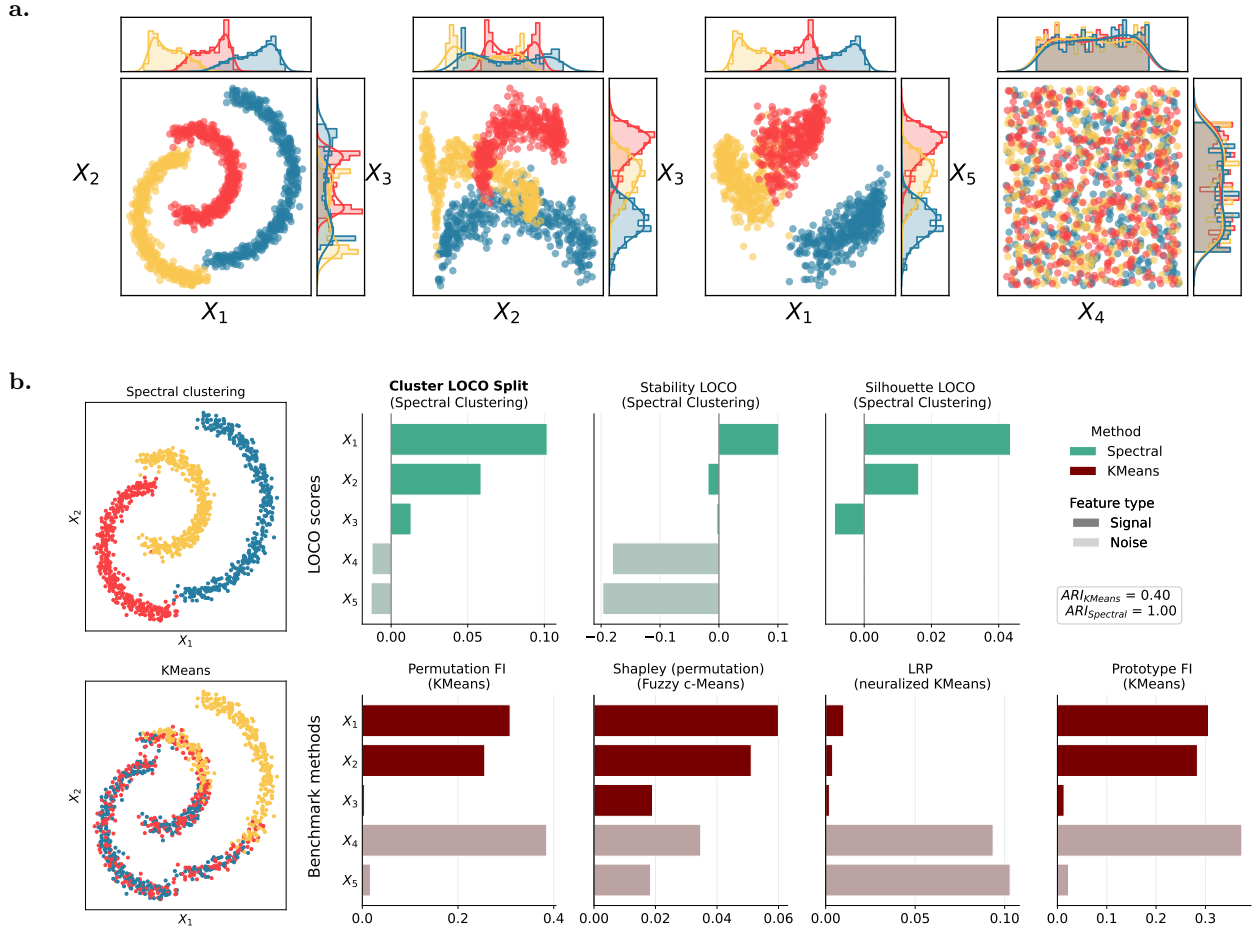 a.
X2
X1
X3
X2
X3
X1
X5
X4
b.
Spectral clustering
X2
X1
Cluster LOCO Split
(Spectral Clustering)
LOCO scores
X1
X2
X3
X4
X5
0.00 0.05 0.10
Stability LOCO
(Spectral Clustering)
−0.2 −0.1 0.0 0.1
Silhouette LOCO
(Spectral Clustering)
0.00 0.02 0.04
Method
Spectral
KMeans
Feature type
Signal
Noise
ARIKMeans = 0.40
ARISpectral = 1.00
KMeans
X2
X1
Permutation FI
(KMeans)
Benchmark methods
X1
X2
X3
X4
X5
0.0 0.2 0.4
Shapley (permutation)
(Fuzzy c-Means)
0.00 0.02 0.04 0.06
LRP
(neuralized KMeans)
0.00 0.05 0.10
Prototype FI
(KMeans)
0.0 0.1 0.2 0.3